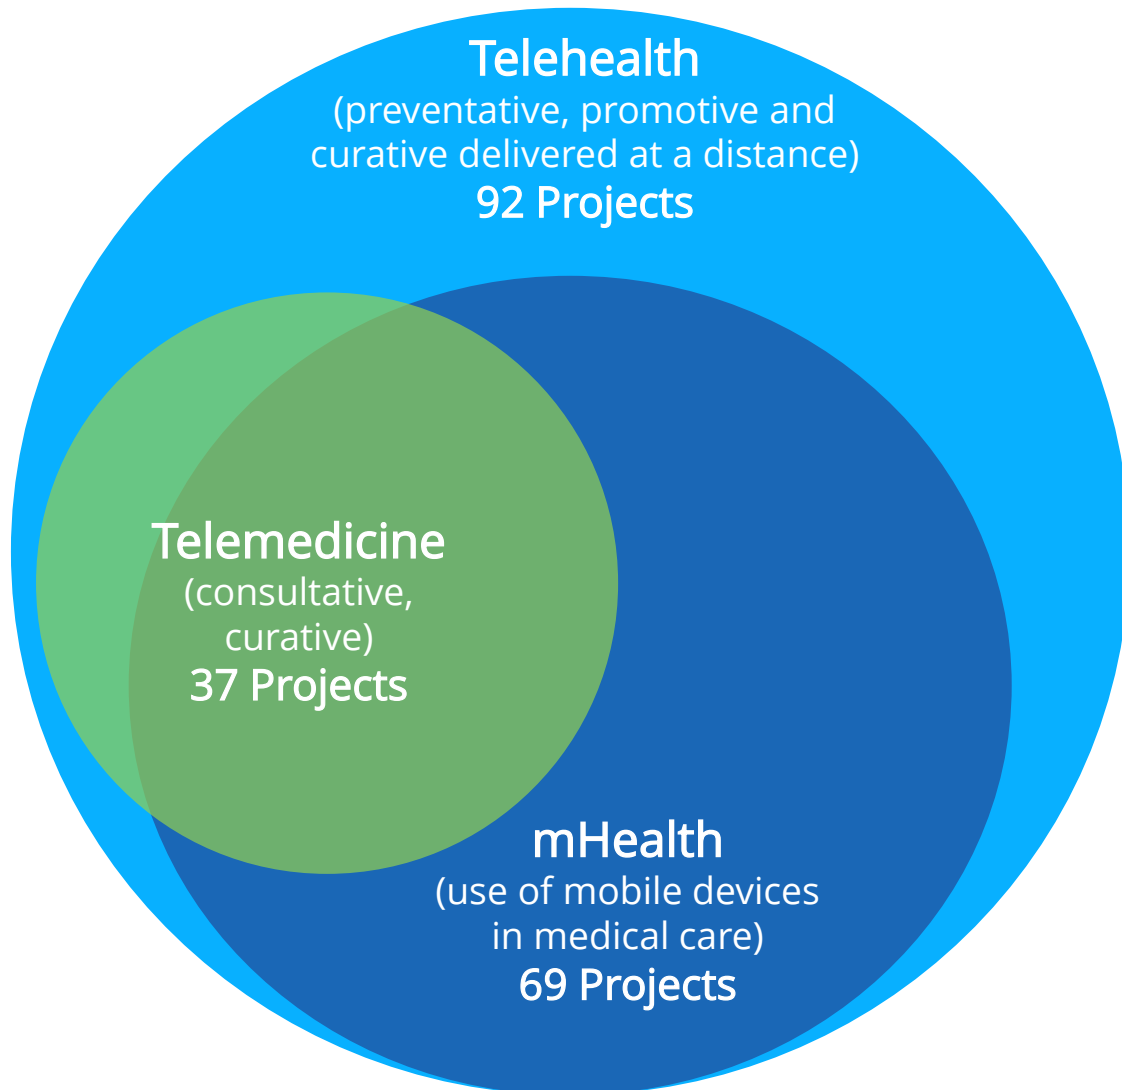 Telehealth
(preventative, promotive and
curative delivered at a distance)
92 Projects
Telemedicine
(consultative,
curative)
37 Projects
mHealth
(use of mobile devices
in medical care)
69 Projects